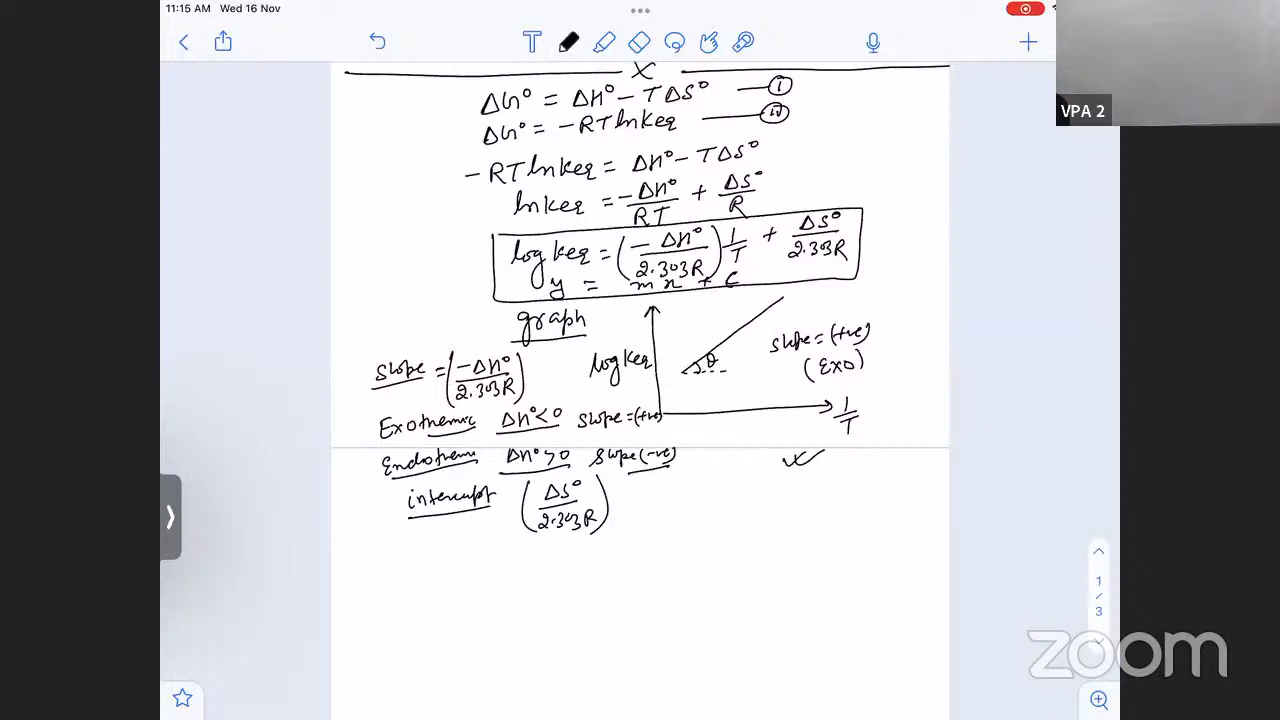 11:15 AM Wed 16 Nov
VPA 2
X
ΔG° = ΔH° - TΔS° — I
ΔG° = -RT ln Keq — II
-RT ln Keq = ΔH° - TΔS°
ln Keq = -ΔH°/RT + ΔS°/R
log Keq = (-ΔH°/2.303R) 1/T + ΔS°/2.303R
y = m x + C
graph
slope = (-ΔH°/2.303R)
log Keq
θ
slope = (+ve)
(Exo)
1/T
Exothemic ΔH° < 0 slope = (+ve)
Endotremi ΔH° > 0 slope (-ve)
intercept (ΔS°/2.303R)
1
/
3
zoom